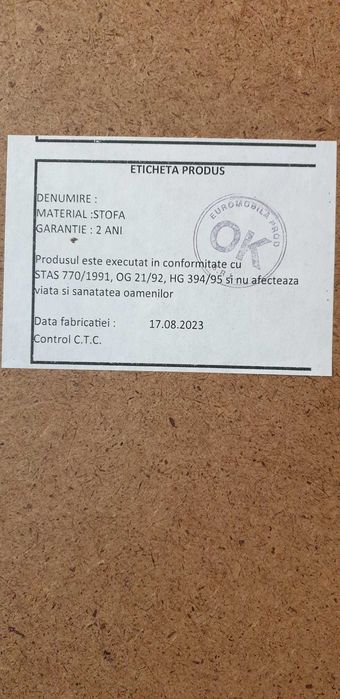 ETICHETA PRODUS
DENUMIRE :
MATERIAL :STOFA
GARANTIE : 2 ANI
EUROMOBILA PROD
OK
Produsul este executat in conformitate cu
STAS 770/1991, OG 21/92, HG 394/95 si nu afecteaza
viata si sanatatea oamenilor
Data fabricatiei : 17.08.2023
Control C.T.C.